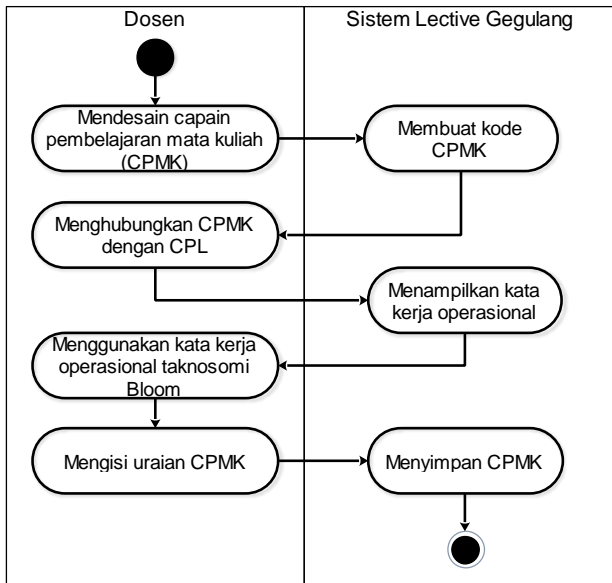 Dosen
Sistem Lective Gegulang
Mendesain capain
pembelajaran mata kuliah
(CPMK)
Membuat kode
CPMK
Menghubungkan CPMK
dengan CPL
Menampilkan kata
kerja operasional
Menggunakan kata kerja
operasional taknosomi
Bloom
Mengisi uraian CPMK
Menyimpan CPMK